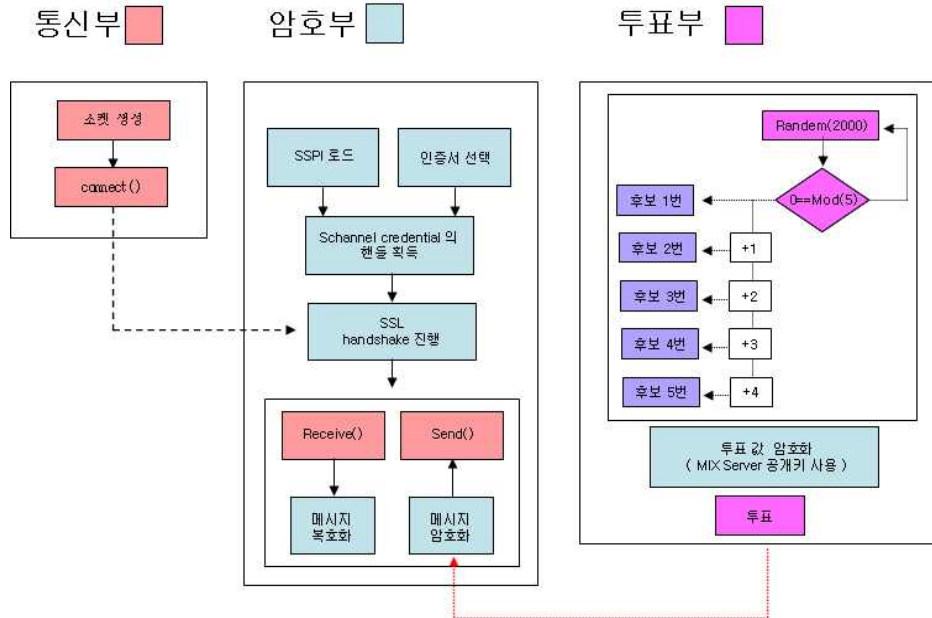 통신부
암호부
투표부
소켓 생성
connect()
SSPI 로드
인증서 선택
Schannel credential 의
핸들 획득
SSL
handshake 진행
Receive()
Send()
메시지
복호화
메시지
암호화
Randem(2000)
0==Mod(5)
후보 1번
후보 2번
+1
후보 3번
+2
후보 4번
+3
후보 5번
+4
투표 값 암호화
( MIX Server 공개키 사용 )
투표